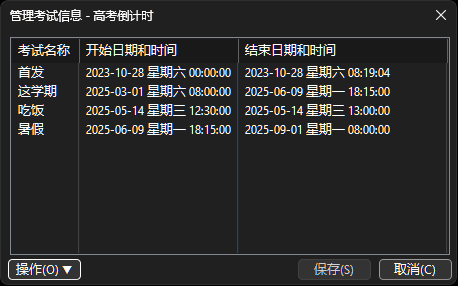 管理考试信息 - 高考倒计时
考试名称 开始日期和时间 结束日期和时间
首发 2023-10-28 星期六 00:00:00 2023-10-28 星期六 08:19:04
这学期 2025-03-01 星期六 08:00:00 2025-06-09 星期一 18:15:00
吃饭 2025-05-14 星期三 12:30:00 2025-05-14 星期三 13:00:00
暑假 2025-06-09 星期一 18:15:00 2025-09-01 星期一 08:00:00
操作(O) ▼ 保存(S) 取消(C)